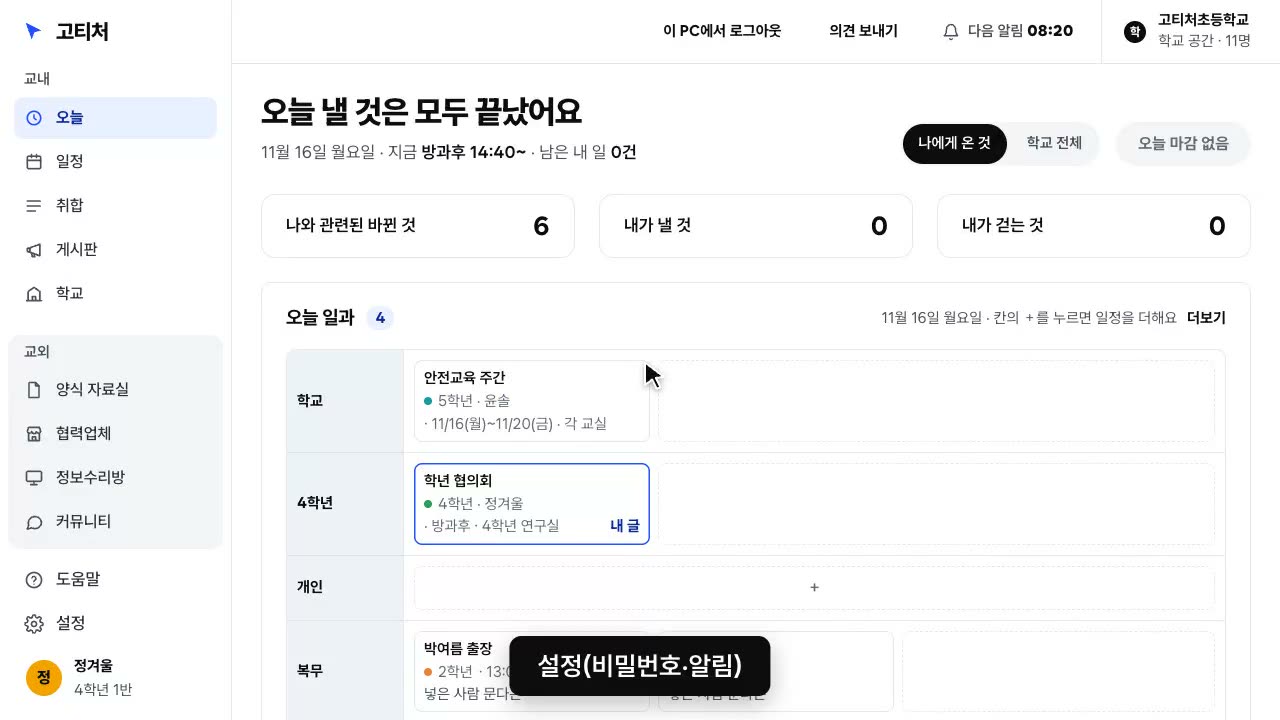 고티처
교내
오늘
일정
취합
게시판
학교
교외
양식 자료실
협력업체
정보수리방
커뮤니티
도움말
설정
정
정겨울
4학년 1반
이 PC에서 로그아웃
의견 보내기
다음 알림 08:20
학
고티처초등학교
학교 공간 · 11명
오늘 낼 것은 모두 끝났어요
11월 16일 월요일 · 지금 방과후 14:40~ · 남은 내 일 0건
나에게 온 것
학교 전체
오늘 마감 없음
나와 관련된 바뀐 것 6
내가 낼 것 0
내가 걷는 것 0
오늘 일과 4
11월 16일 월요일 · 칸의 +를 누르면 일정을 더해요 더보기
학교
안전교육 주간
5학년 · 윤솔
· 11/16(월)~11/20(금) · 각 교실
4학년
학년 협의회
4학년 · 정겨울
· 방과후 · 4학년 연구실 내 글
개인
+
복무
박여름 출장
2학년 · 13:
넣은 사람 문다은
설정(비밀번호·알림)